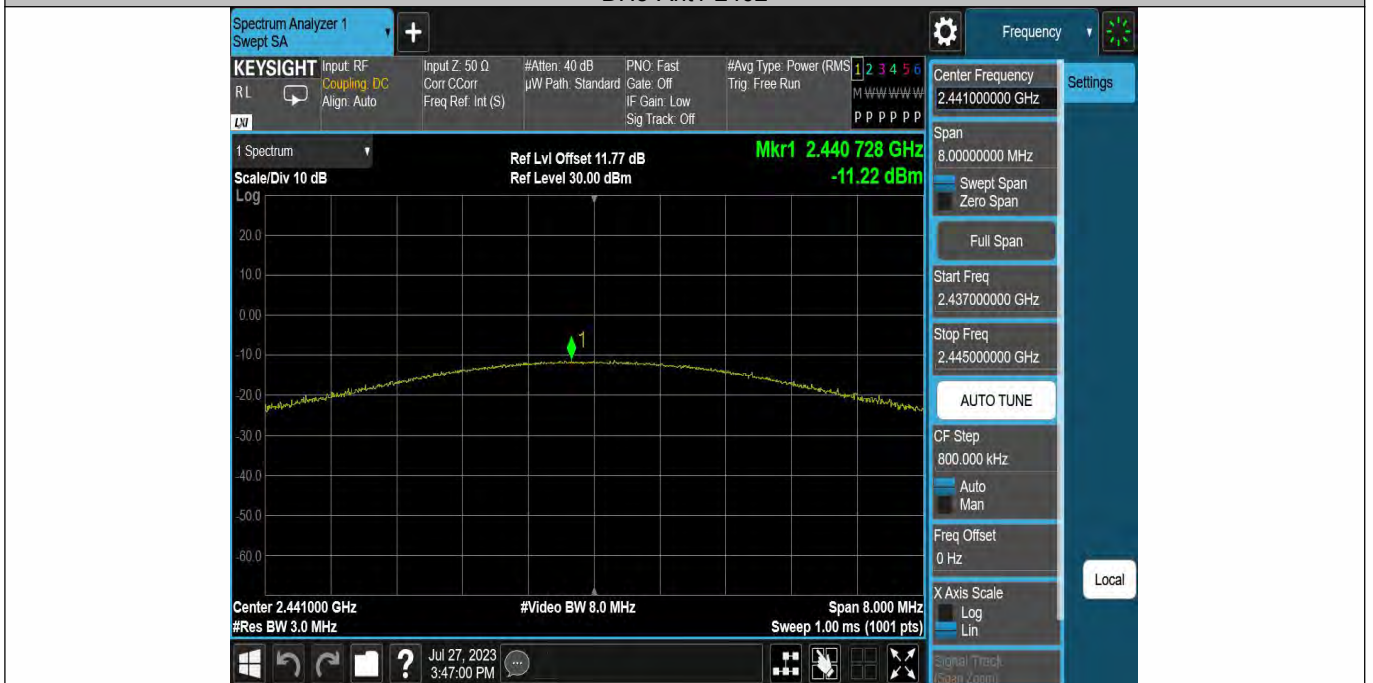 Spectrum Analyzer 1
Swept SA
+
Frequency
KEYSIGHT
RL
LXI
Input: RF
Coupling: DC
Align: Auto
Input Z: 50 Ω
Corr CCorr
Freq Ref: Int (S)
#Atten: 40 dB
µW Path: Standard
PNO: Fast
Gate: Off
IF Gain: Low
Sig Track: Off
#Avg Type: Power (RMS
Trig: Free Run
1 2 3 4 5 6
M W W W W W
P P P P P P
Center Frequency
2.441000000 GHz
Settings
Span
8.00000000 MHz
Swept Span
Zero Span
Full Span
Start Freq
2.437000000 GHz
Stop Freq
2.445000000 GHz
AUTO TUNE
CF Step
800.000 kHz
Auto
Man
Freq Offset
0 Hz
X Axis Scale
Log
Lin
Signal Track
(Span Zoom)
Local
1 Spectrum
Scale/Div 10 dB
Log
Ref Lvl Offset 11.77 dB
Ref Level 30.00 dBm
Mkr1 2.440 728 GHz
-11.22 dBm
20.0
10.0
0.00
-10.0
-20.0
-30.0
-40.0
-50.0
-60.0
1
Center 2.441000 GHz
#Res BW 3.0 MHz
#Video BW 8.0 MHz
Span 8.000 MHz
Sweep 1.00 ms (1001 pts)
?
Jul 27, 2023
3:47:00 PM